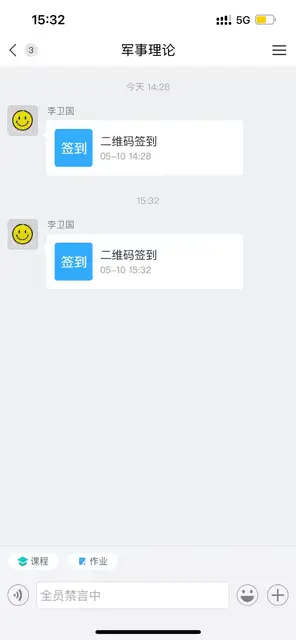 15:32
5G
3
军事理论
今天 14:28
李卫国
签到
二维码签到
05-10 14:28
15:32
李卫国
签到
二维码签到
05-10 15:32
课程
作业
全员禁言中